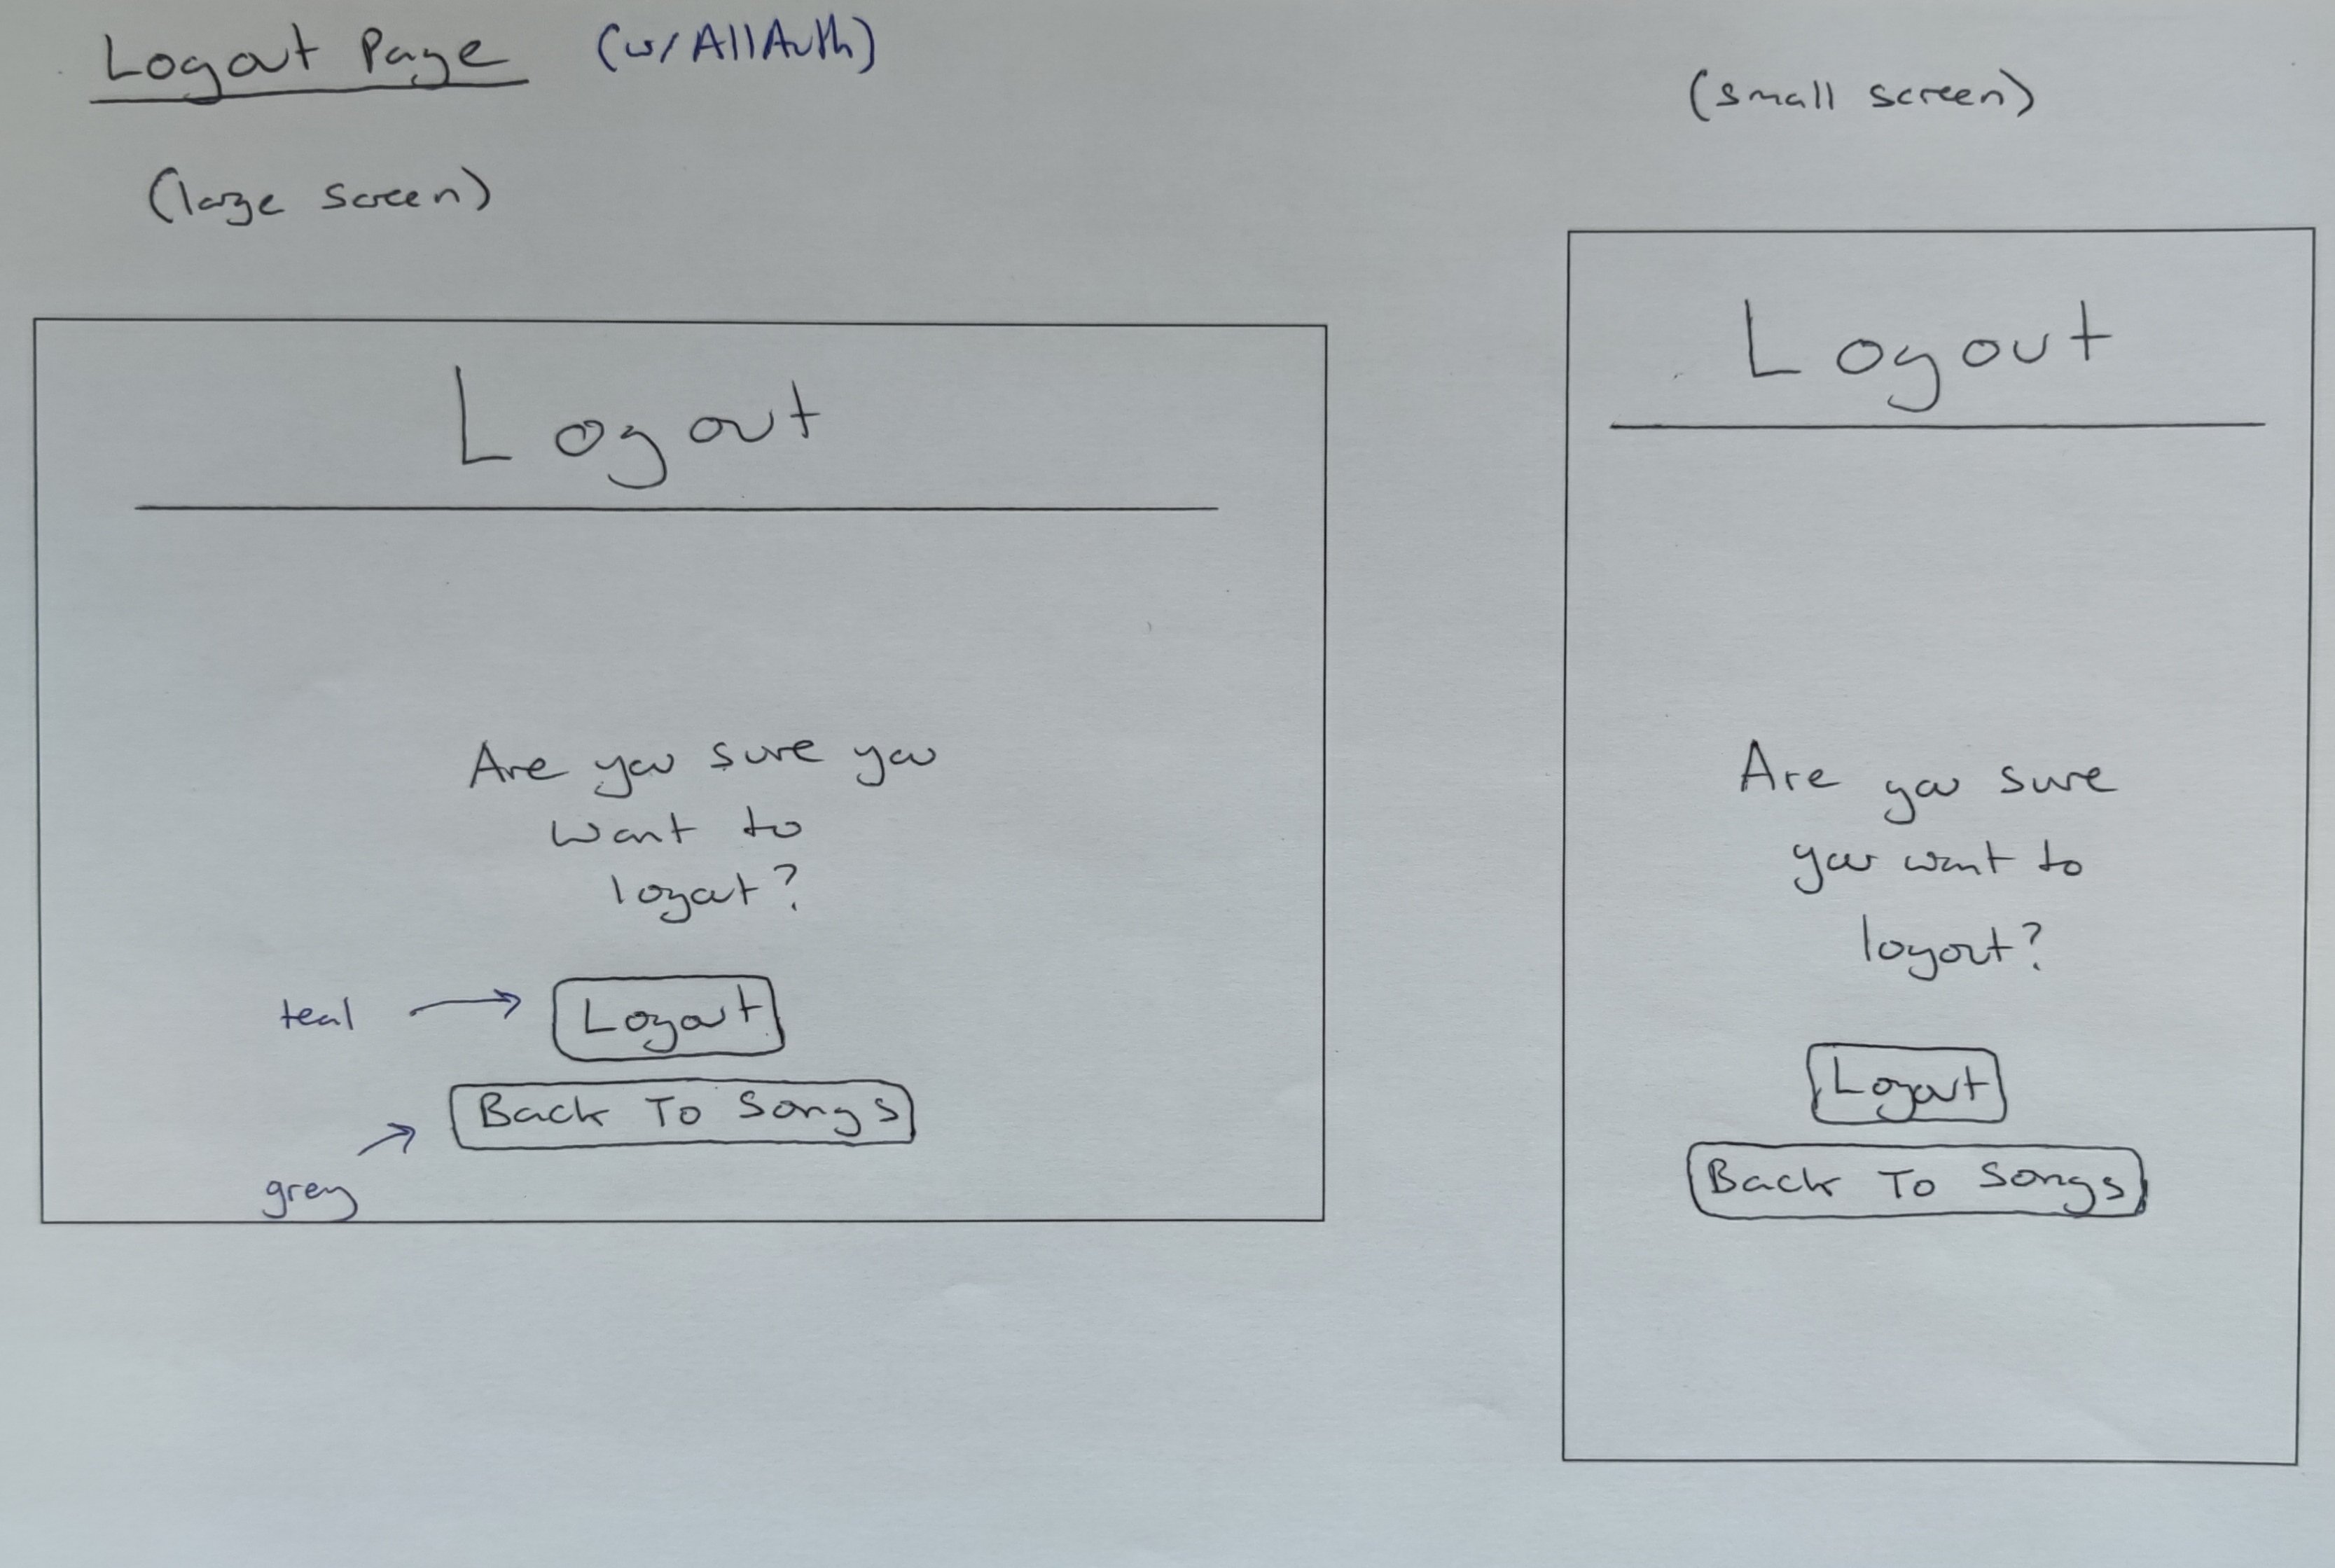 Logout Page (w/AllAuth)
(large screen)
Logout
Are you sure you
want to
logout?
teal
Logout
Back To Songs
grey
(small screen)
Logout
Are you sure
you want to
logout?
Logout
Back To Songs